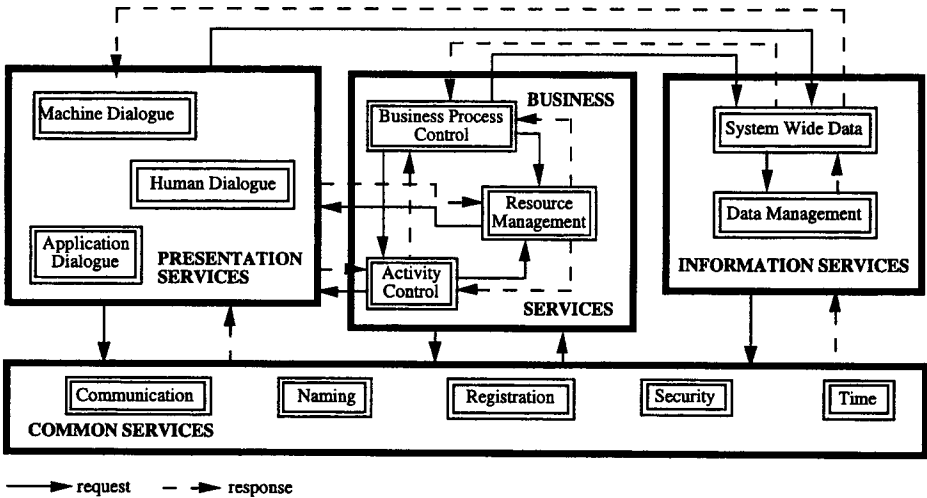 Machine Dialogue
Human Dialogue
Application
Dialogue
PRESENTATION
SERVICES
BUSINESS
Business Process
Control
Resource
Management
Activity
Control
SERVICES
System Wide Data
Data Management
INFORMATION SERVICES
Communication
Naming
Registration
Security
Time
COMMON SERVICES
request
response